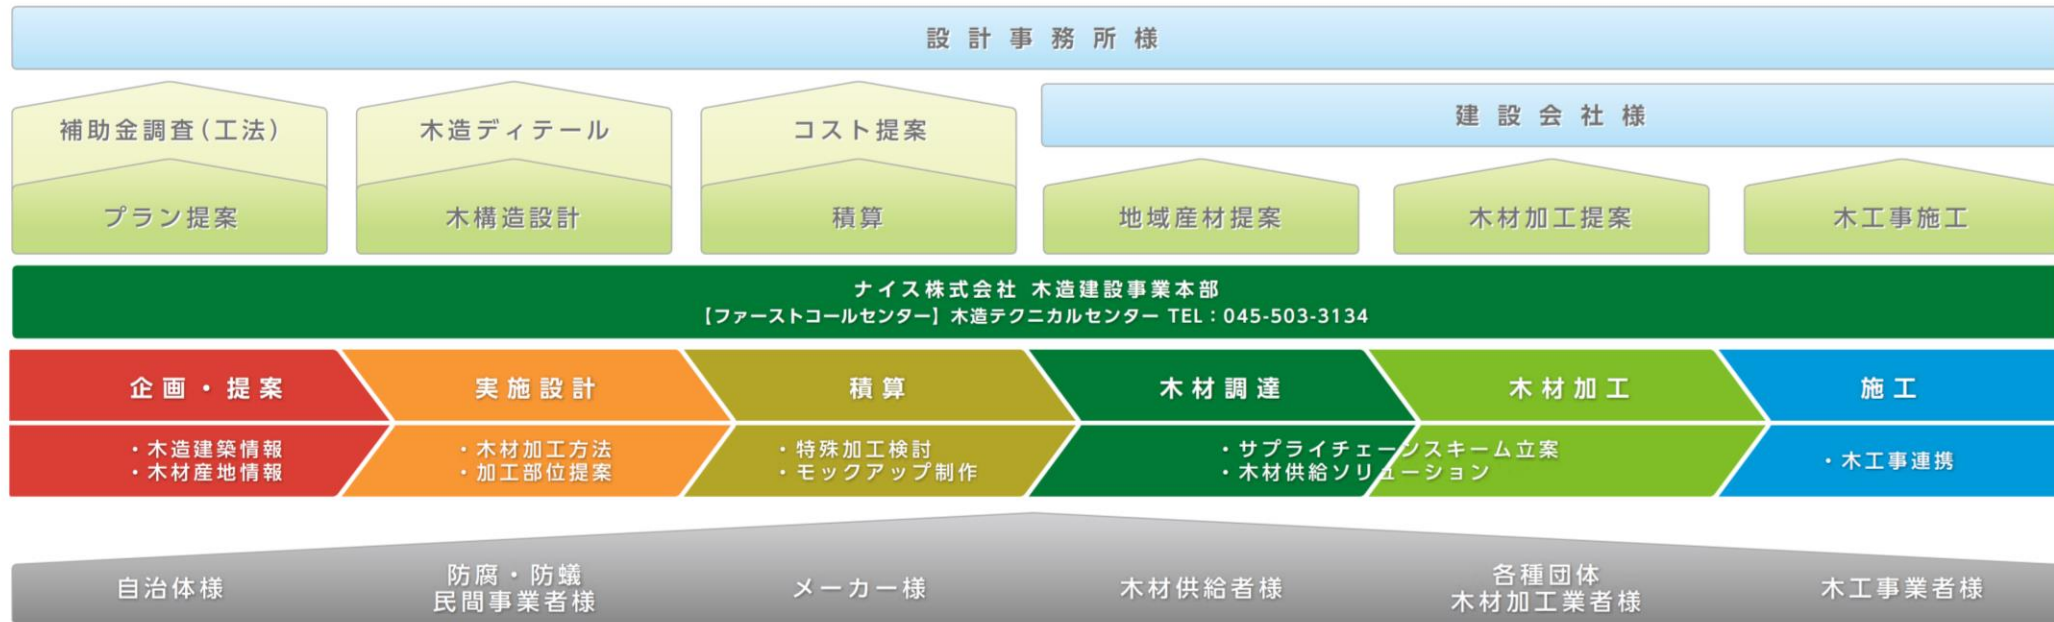 設計事務所様
補助金調査(工法)
木造ディテール
コスト提案
建設会社様
プラン提案
木構造設計
積算
地域産材提案
木材加工提案
木工事施工
ナイス株式会社 木造建設事業本部
【ファーストコールセンター】木造テクニカルセンター TEL：045-503-3134
企画・提案
実施設計
積算
木材調達
木材加工
施工
・木造建築情報
・木材産地情報
・木材加工方法
・加工部位提案
・特殊加工検討
・モックアップ制作
・サプライチェーンスキーム立案
・木材供給ソリューション
・木工事連携
自治体様
防腐・防蟻
民間事業者様
メーカー様
木材供給者様
各種団体
木材加工業者様
木工事業者様